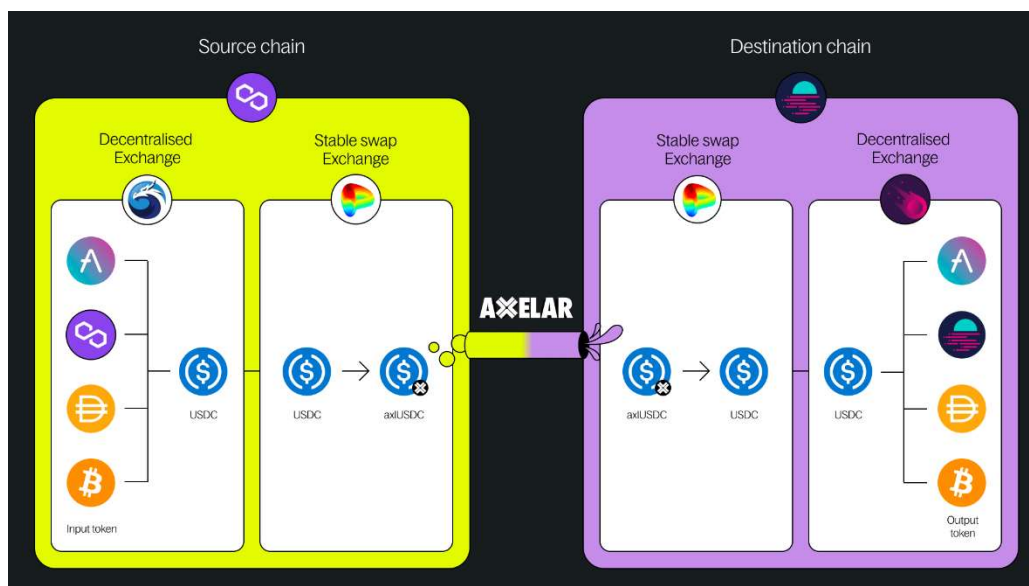 Source chain
Destination chain
Decentralised
Exchange
Stable swap
Exchange
Stable swap
Exchange
Decentralised
Exchange
AXELAR
USDC
USDC
axlUSDC
axlUSDC
USDC
USDC
Input token
Output
token